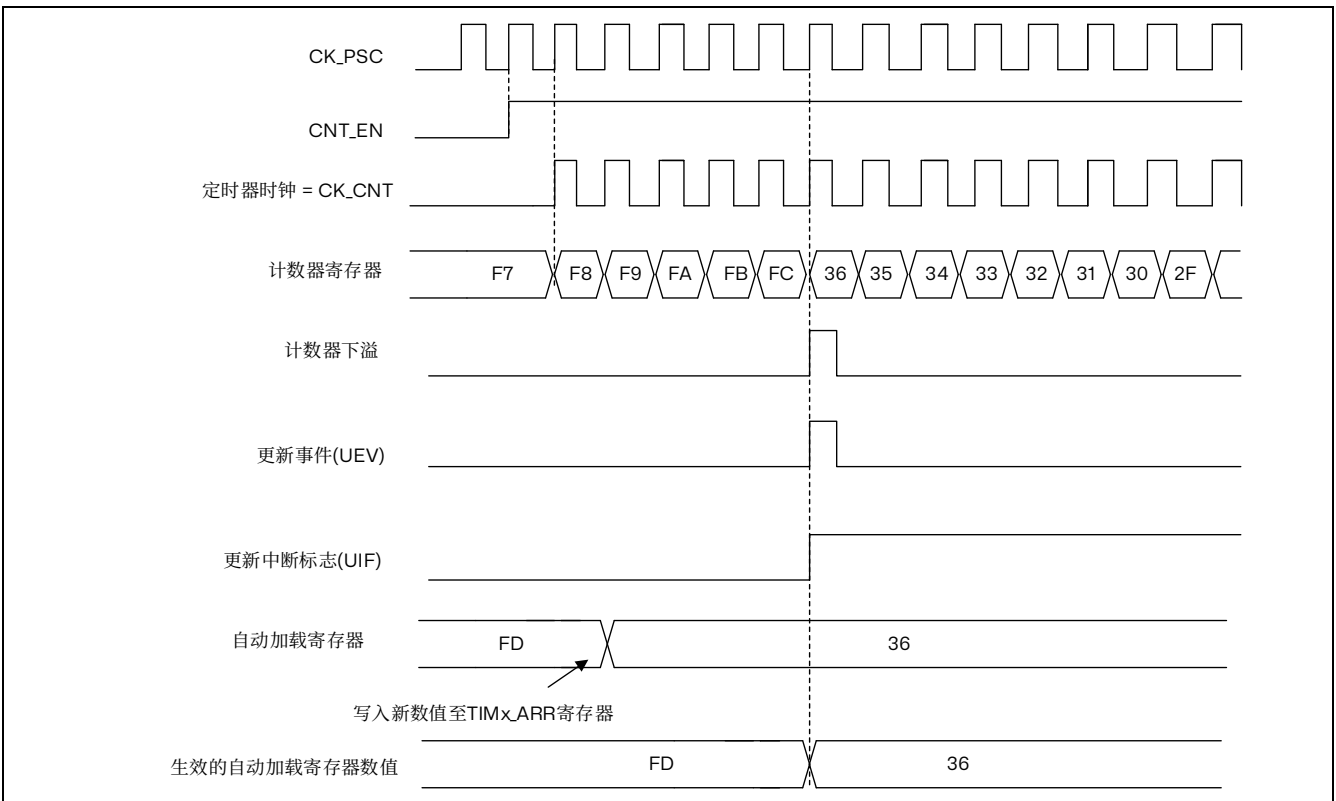 CK_PSC
CNT_EN
定时器时钟 = CK_CNT
计数器寄存器
F7 F8 F9 FA FB FC 36 35 34 33 32 31 30 2F
计数器下溢
更新事件(UEV)
更新中断标志(UIF)
自动加载寄存器
FD 36
写入新数值至TIMx_ARR寄存器
生效的自动加载寄存器数值
FD 36